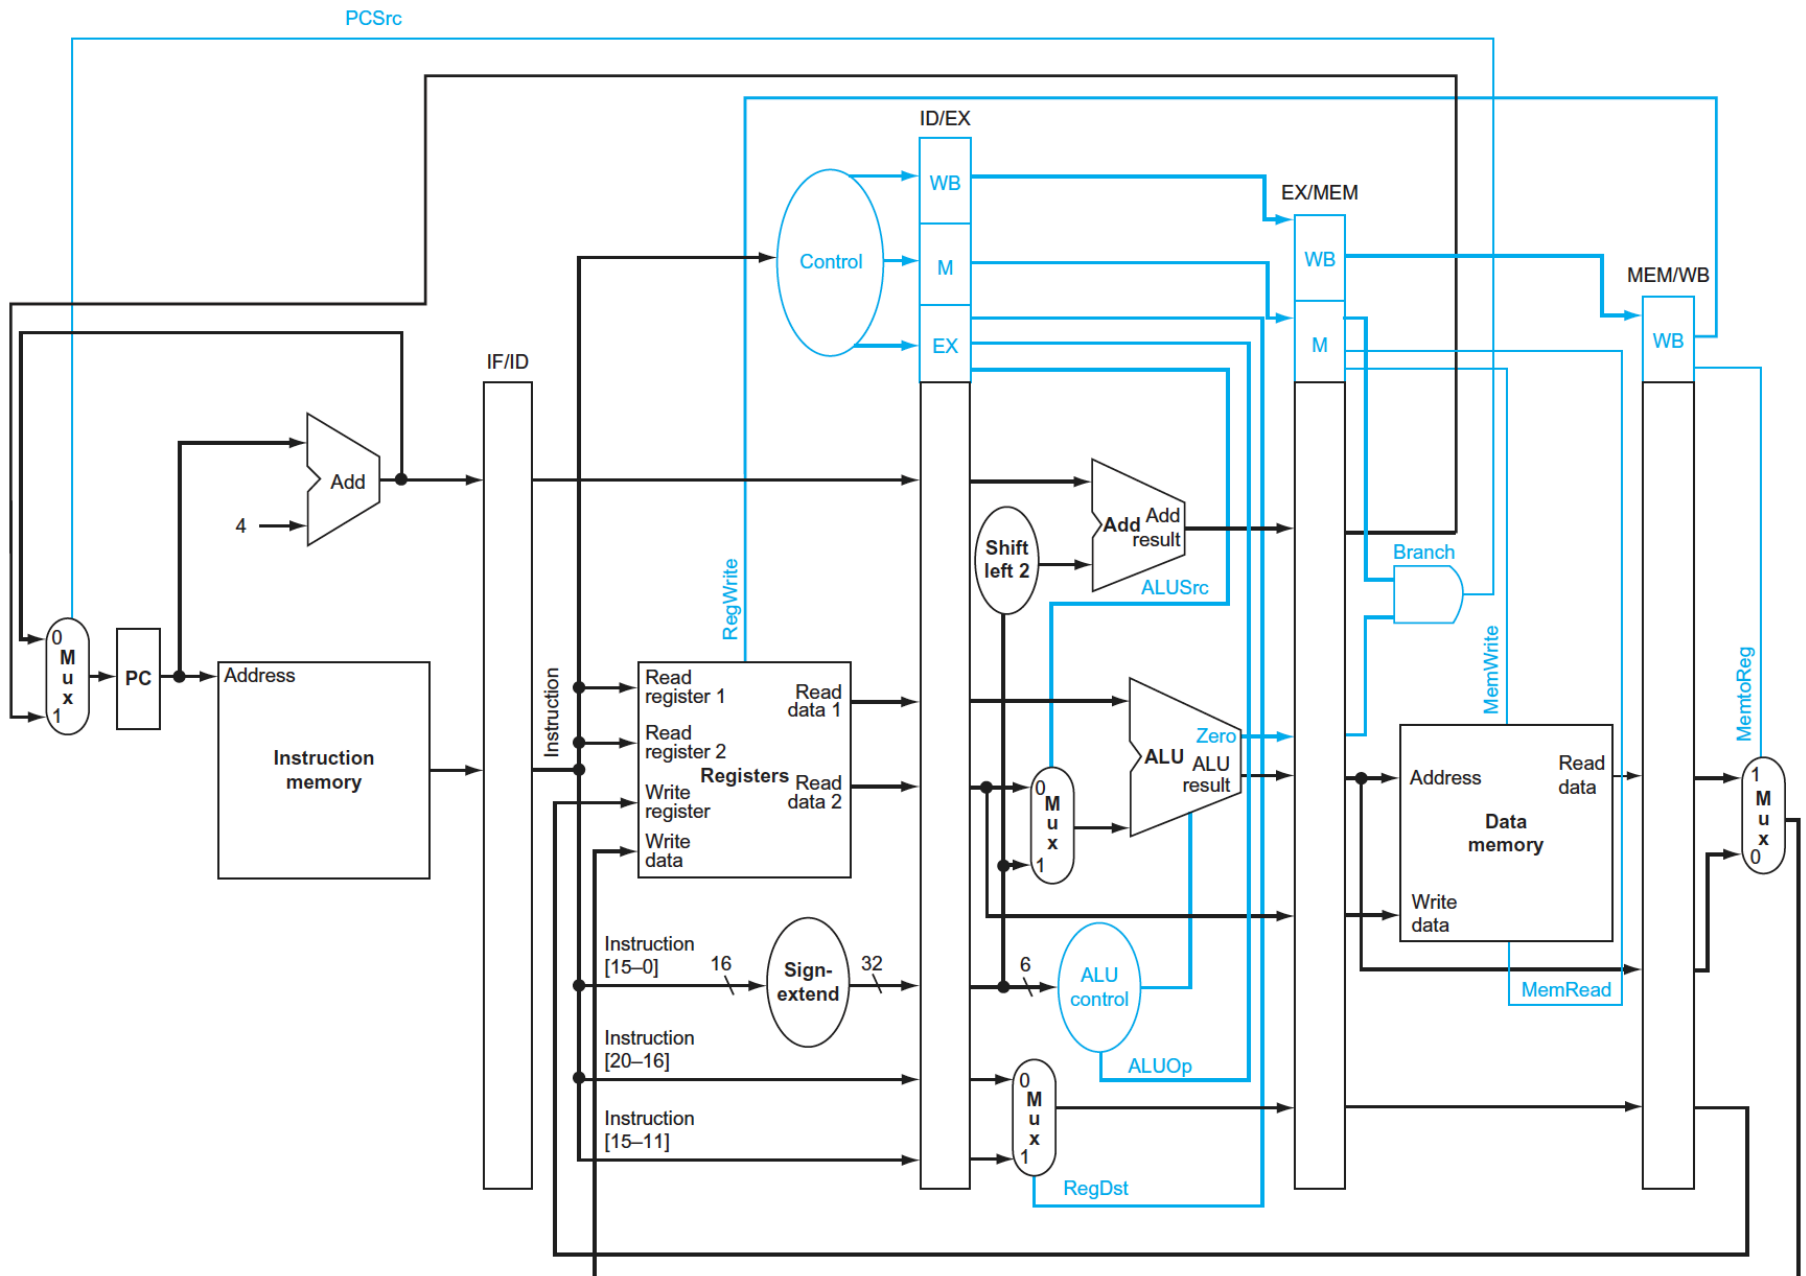 PCSrc
ID/EX
WB
EX/MEM
Control
M
WB
MEM/WB
EX
M
WB
IF/ID
Add
4
Add Add
result
Shift
left 2
Branch
ALUSrc
RegWrite
MemWrite
MemtoReg
0
M
u
x
1
PC
Address
Instruction
memory
Instruction
Read
register 1
Read
data 1
Read
register 2
Registers
Read
data 2
Write
register
Write
data
0
M
u
x
1
Zero
ALU
ALU
result
Address
Read
data
Data
memory
Write
data
1
M
u
x
0
Instruction
[15–0]
16
Sign-
extend
32
6
ALU
control
MemRead
Instruction
[20–16]
ALUOp
0
M
u
x
1
Instruction
[15–11]
RegDst